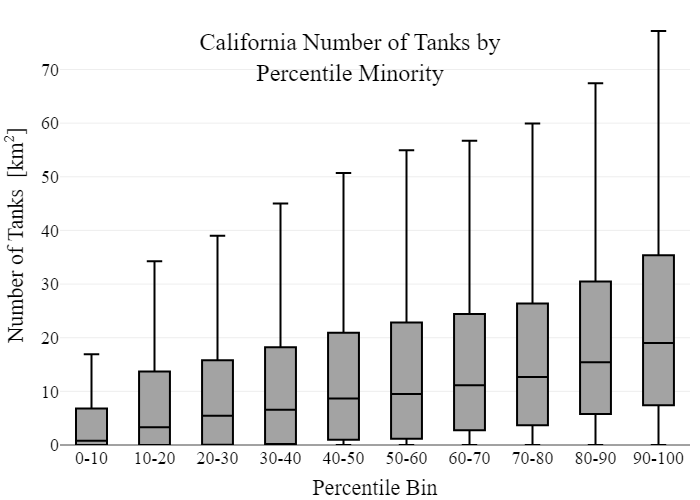 California Number of Tanks by
Percentile Minority
Number of Tanks [km²]
70
60
50
40
30
20
10
0
0-10 10-20 20-30 30-40 40-50 50-60 60-70 70-80 80-90 90-100
Percentile Bin